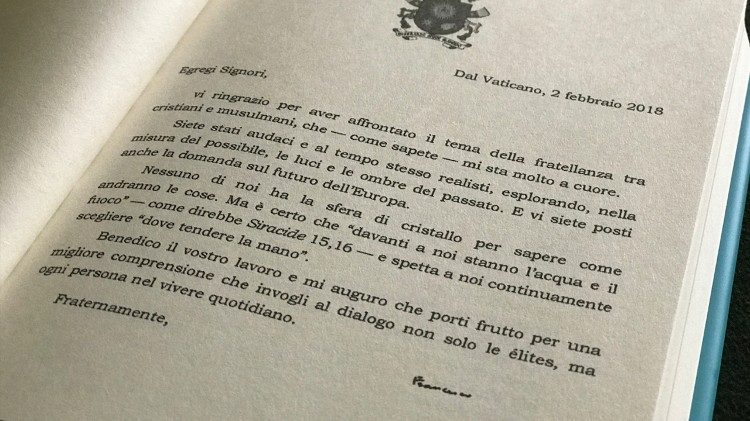 Egregi Signori,
Dal Vaticano, 2 febbraio 2018
vi ringrazio per aver affrontato il tema della fratellanza tra
cristiani e musulmani, che — come sapete — mi sta molto a cuore.
Siete stati audaci e al tempo stesso realisti, esplorando, nella
misura del possibile, le luci e le ombre del passato. E vi siete posti
anche la domanda sul futuro dell'Europa.
Nessuno di noi ha la sfera di cristallo per sapere come
andranno le cose. Ma è certo che “davanti a noi stanno l'acqua e il
fuoco” — come direbbe Siracide 15,16 — e spetta a noi continuamente
scegliere “dove tendere la mano”.
Benedico il vostro lavoro e mi auguro che porti frutto per una
migliore comprensione che invogli al dialogo non solo le élites, ma
ogni persona nel vivere quotidiano.
Fraternamente,
Francesco